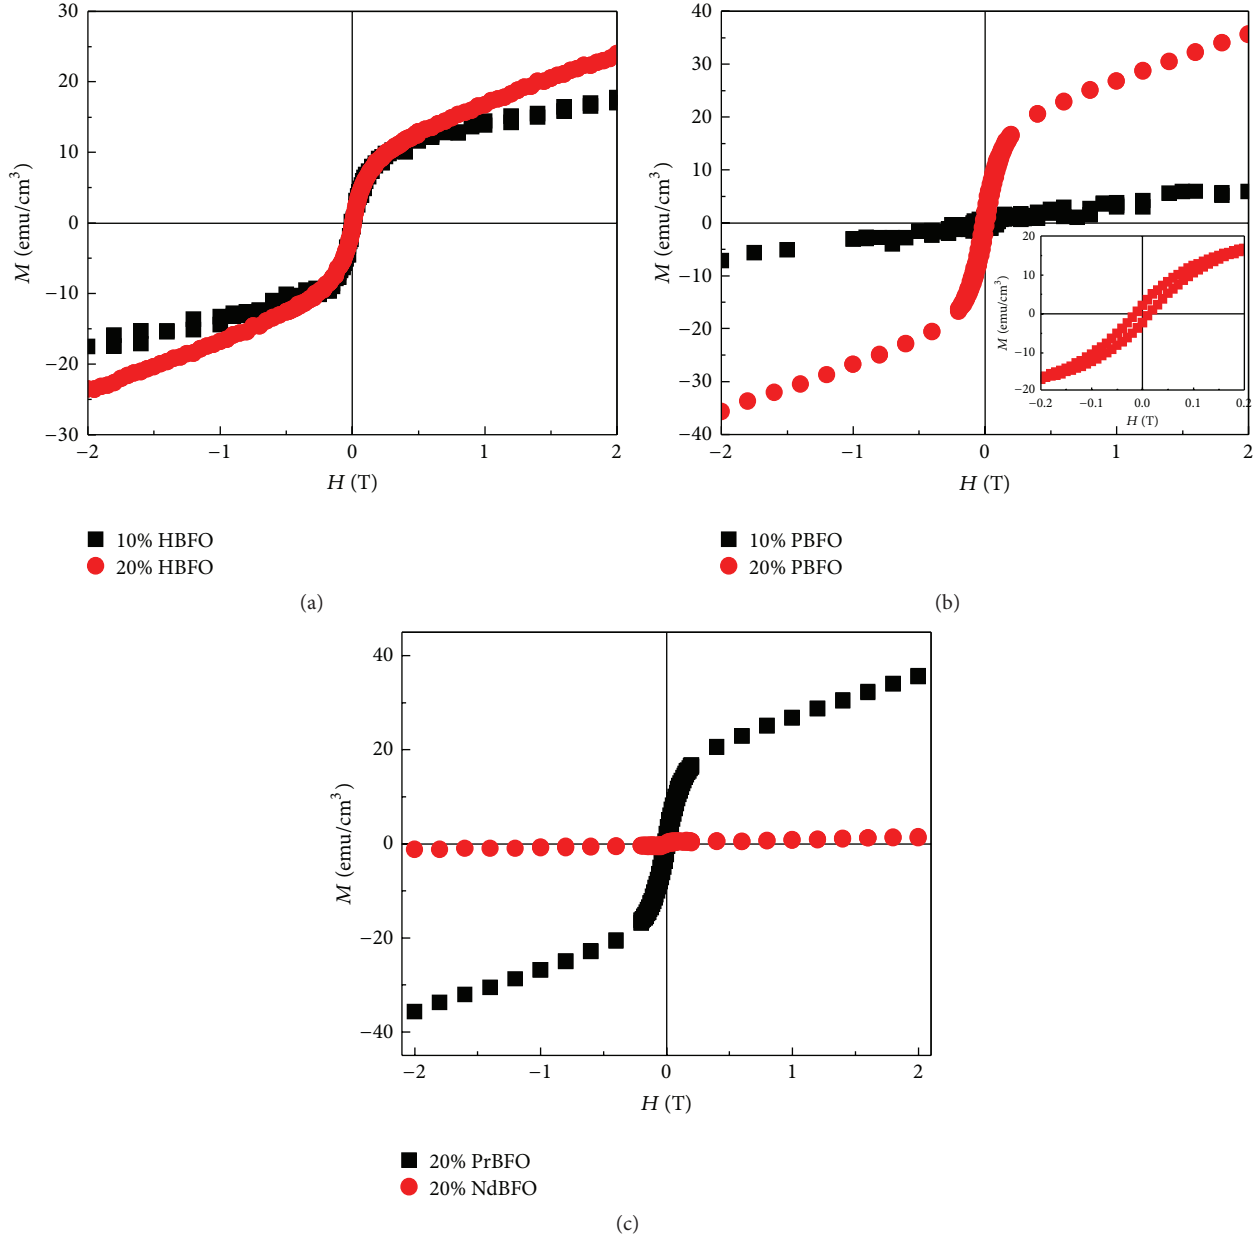 30
20
10
0
−10
−20
−30
M (emu/cm³)
−2 −1 0 1 2
H (T)
10% HBFO
20% HBFO
(a)
40
30
20
10
0
−10
−20
−30
−40
M (emu/cm³)
−2 −1 0 1 2
H (T)
20
10
0
−10
−20
M (emu/cm³)
−0.2 −0.1 0.0 0.1 0.2
H (T)
10% PBFO
20% PBFO
(b)
40
20
0
−20
−40
M (emu/cm³)
−2 −1 0 1 2
H (T)
20% PrBFO
20% NdBFO
(c)